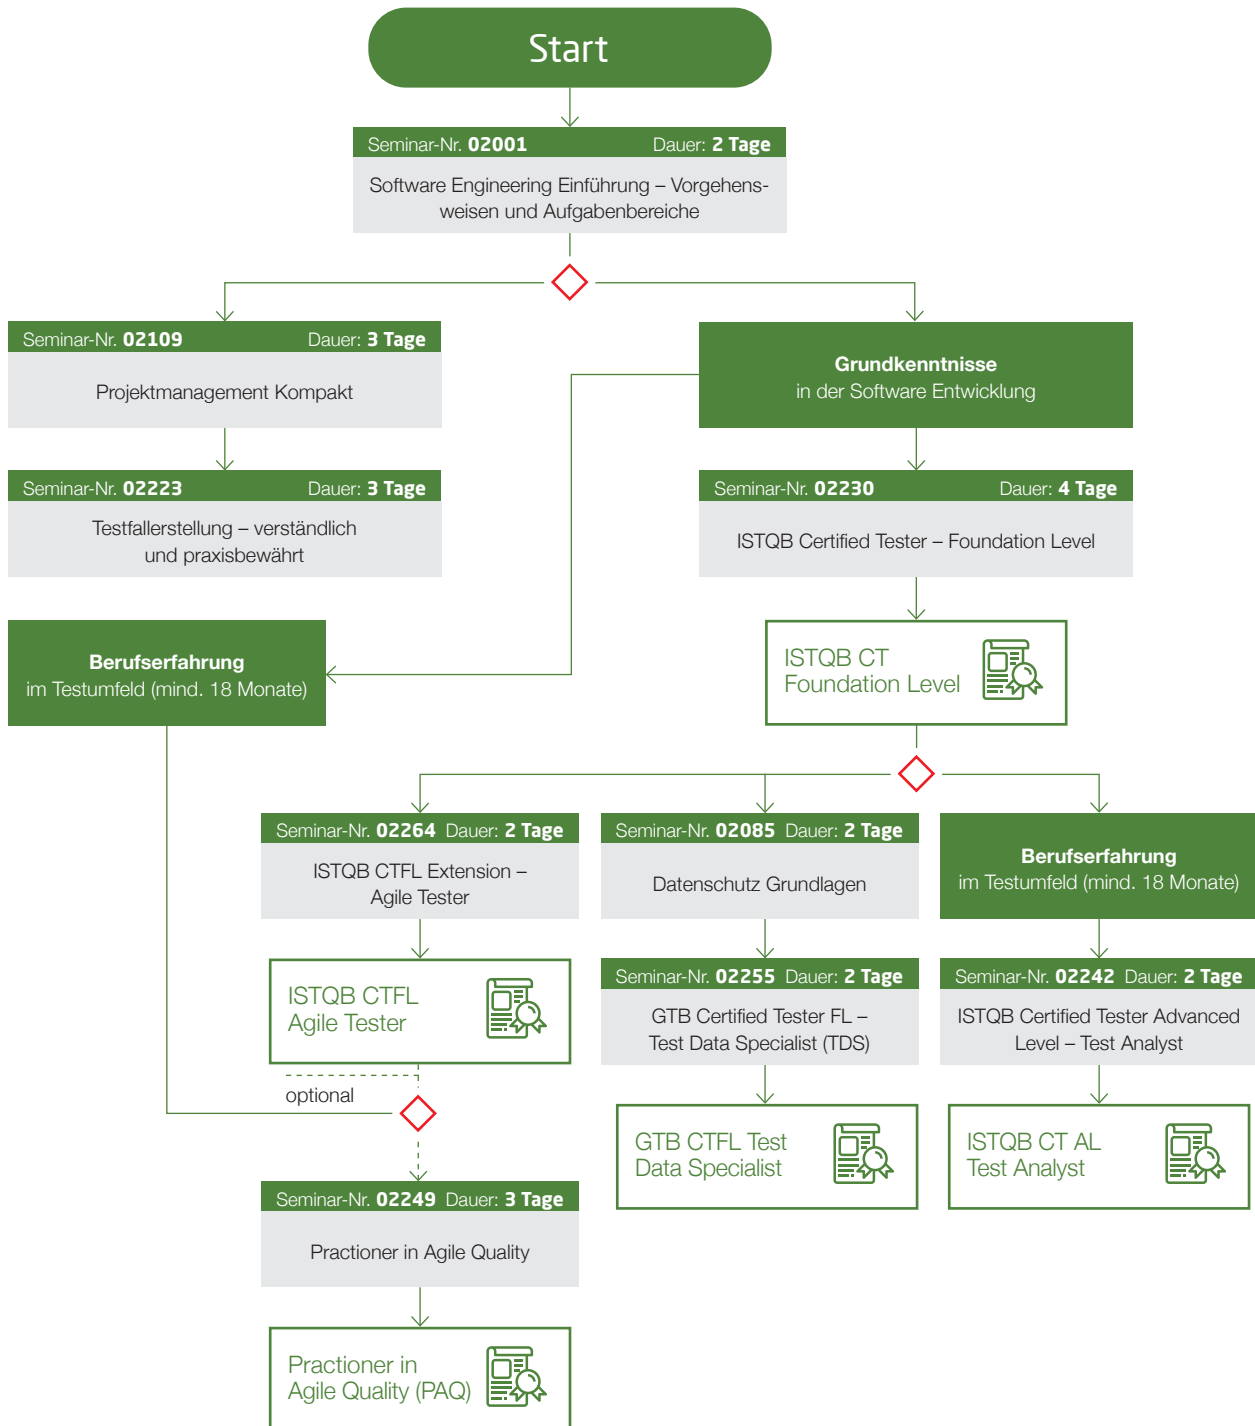 Start
Seminar-Nr. 02001 Dauer: 2 Tage
Software Engineering Einführung – Vorgehens-
weisen und Aufgabenbereiche
Seminar-Nr. 02109 Dauer: 3 Tage
Projektmanagement Kompakt
Grundkenntnisse
in der Software Entwicklung
Seminar-Nr. 02223 Dauer: 3 Tage
Testfallerstellung – verständlich
und praxisbewährt
Seminar-Nr. 02230 Dauer: 4 Tage
ISTQB Certified Tester – Foundation Level
Berufserfahrung
im Testumfeld (mind. 18 Monate)
ISTQB CT
Foundation Level
Seminar-Nr. 02264 Dauer: 2 Tage
ISTQB CTFL Extension –
Agile Tester
Seminar-Nr. 02085 Dauer: 2 Tage
Datenschutz Grundlagen
Berufserfahrung
im Testumfeld (mind. 18 Monate)
ISTQB CTFL
Agile Tester
Seminar-Nr. 02255 Dauer: 2 Tage
GTB Certified Tester FL –
Test Data Specialist (TDS)
Seminar-Nr. 02242 Dauer: 2 Tage
ISTQB Certified Tester Advanced
Level – Test Analyst
optional
GTB CTFL Test
Data Specialist
ISTQB CT AL
Test Analyst
Seminar-Nr. 02249 Dauer: 3 Tage
Practioner in Agile Quality
Practioner in
Agile Quality (PAQ)